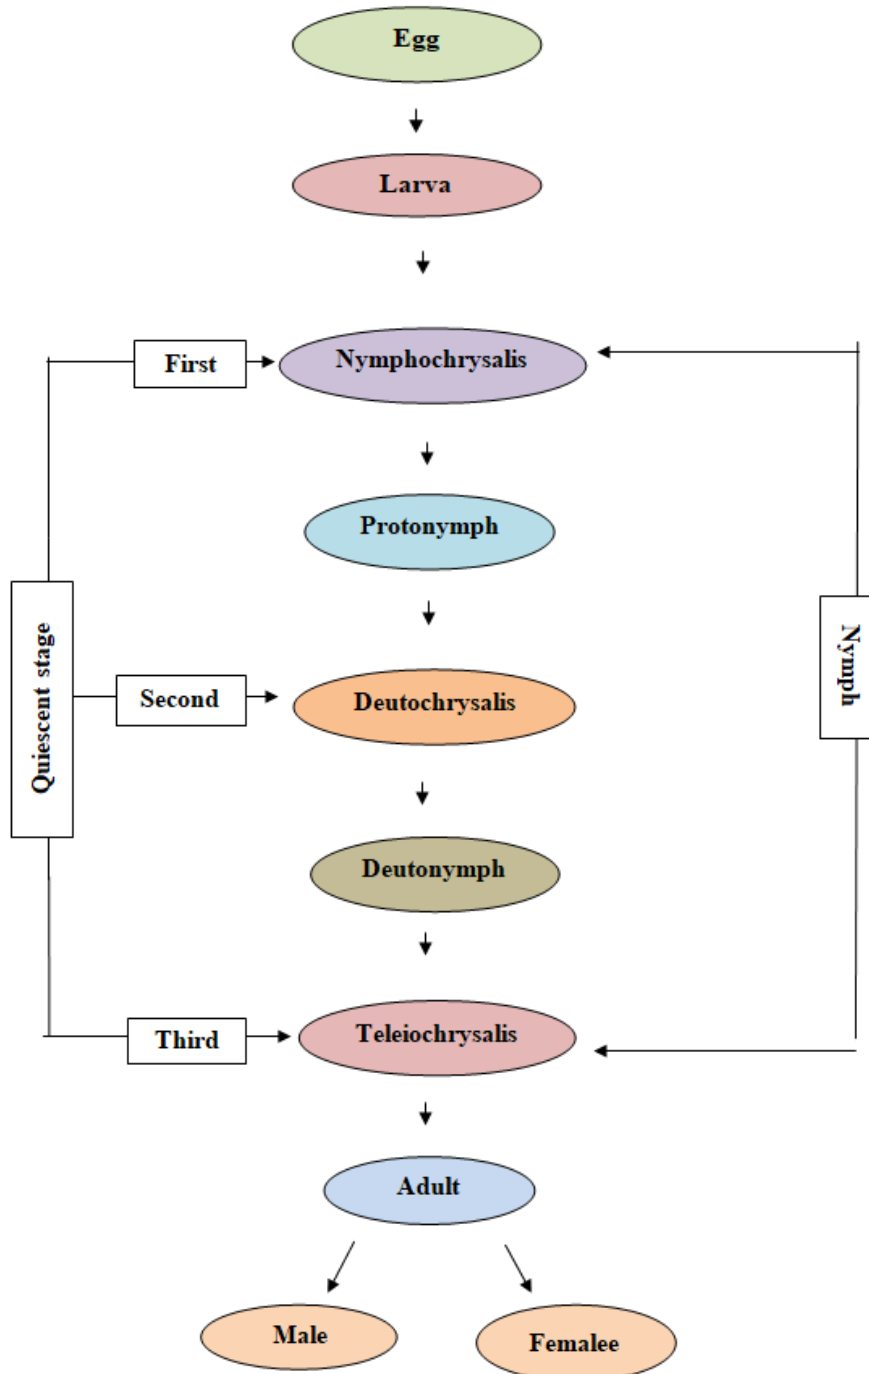 Egg
Larva
First
Nymphochrysalis
Protonymph
Quiescent stage
Nymph
Second
Deutochrysalis
Deutonymph
Third
Teleiochrysalis
Adult
Male
Femalee